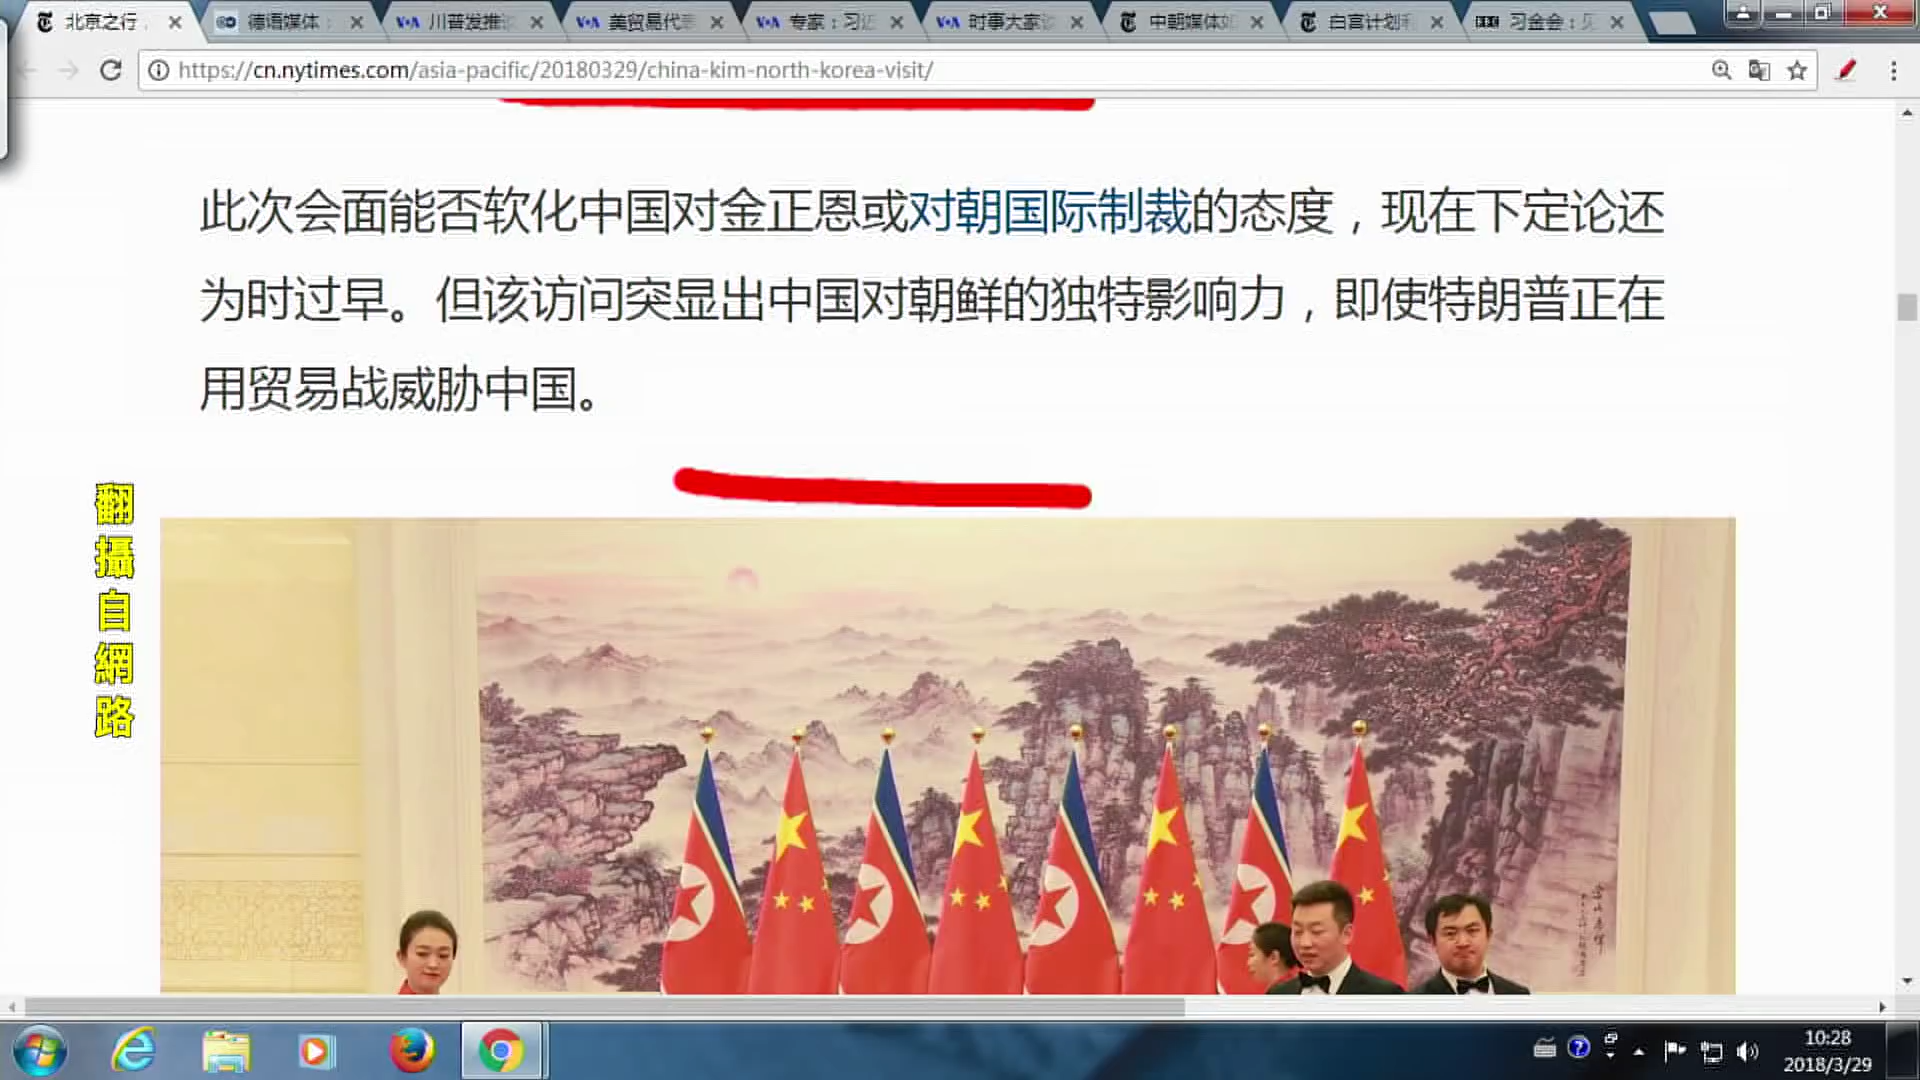 北京之行，
德语媒体：
川普发推
美贸易代表
专家：习近
时事大家谈
中朝媒体如
白宫计划
习金会：
https://cn.nytimes.com/asia-pacific/20180329/china-kim-north-korea-visit/
此次会面能否软化中国对金正恩或对朝国际制裁的态度，现在下定论还
为时过早。但该访问突显出中国对朝鲜的独特影响力，即使特朗普正在
用贸易战威胁中国。
翻攝自網路
10:28
2018/3/29